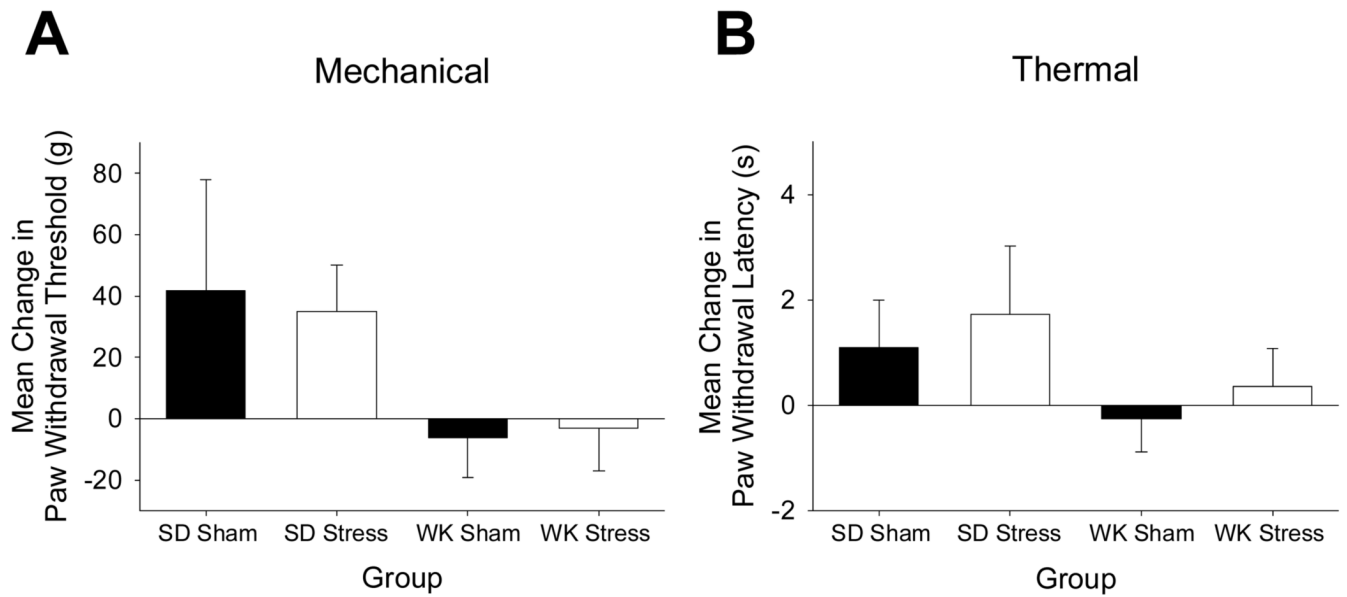 A
Mechanical
Mean Change in
Paw Withdrawal Threshold (g)
80
60
40
20
0
-20
SD Sham
SD Stress
WK Sham
WK Stress
Group
B
Thermal
Mean Change in
Paw Withdrawal Latency (s)
4
2
0
-2
SD Sham
SD Stress
WK Sham
WK Stress
Group